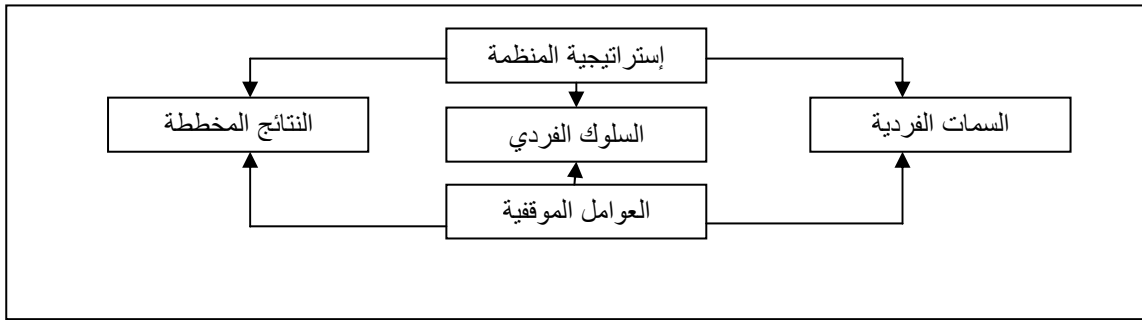 إستراتيجية المنظمة
السمات الفردية
السلوك الفردي
النتائج المخططة
العوامل الموقفية